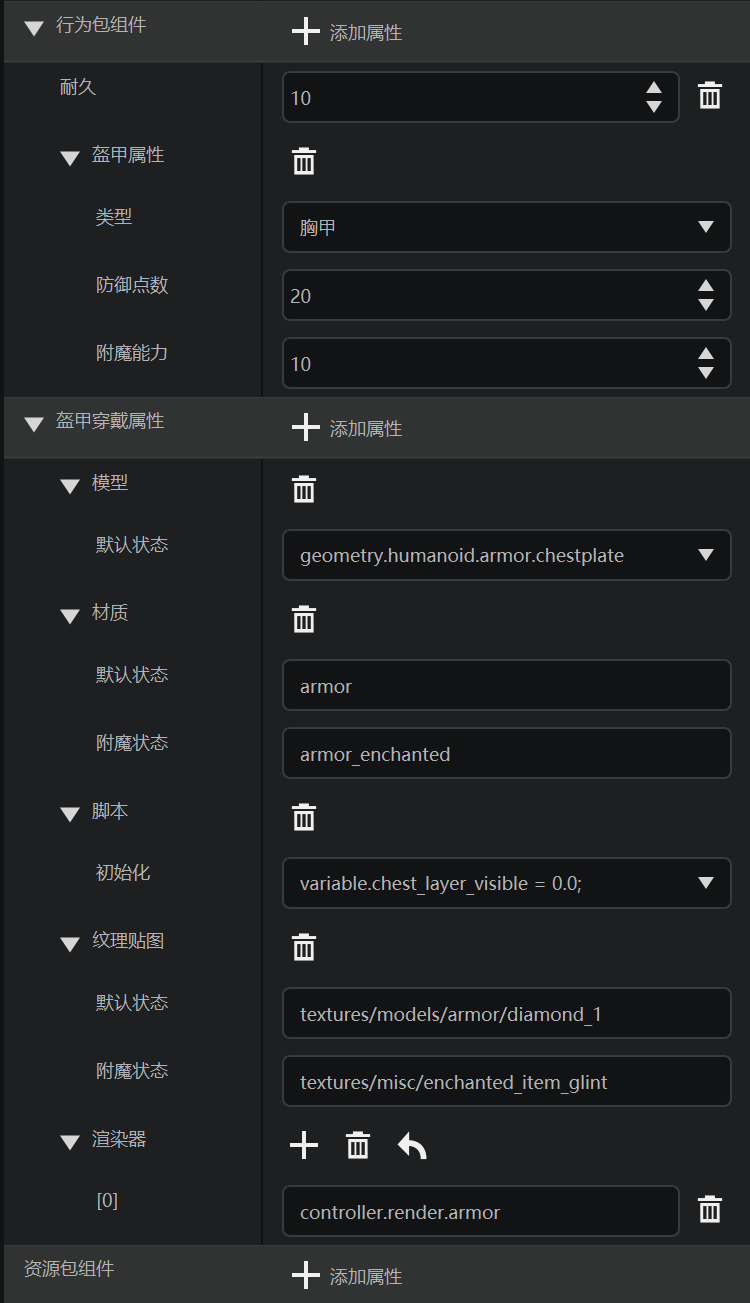 行为包组件 添加属性
耐久 10
盔甲属性
类型 胸甲
防御点数 20
附魔能力 10
盔甲穿戴属性 添加属性
模型
默认状态 geometry.humanoid.armor.chestplate
材质
默认状态 armor
附魔状态 armor_enchanted
脚本
初始化 variable.chest_layer_visible = 0.0;
纹理贴图
默认状态 textures/models/armor/diamond_1
附魔状态 textures/misc/enchanted_item_glint
渲染器
[0] controller.render.armor
资源包组件 添加属性